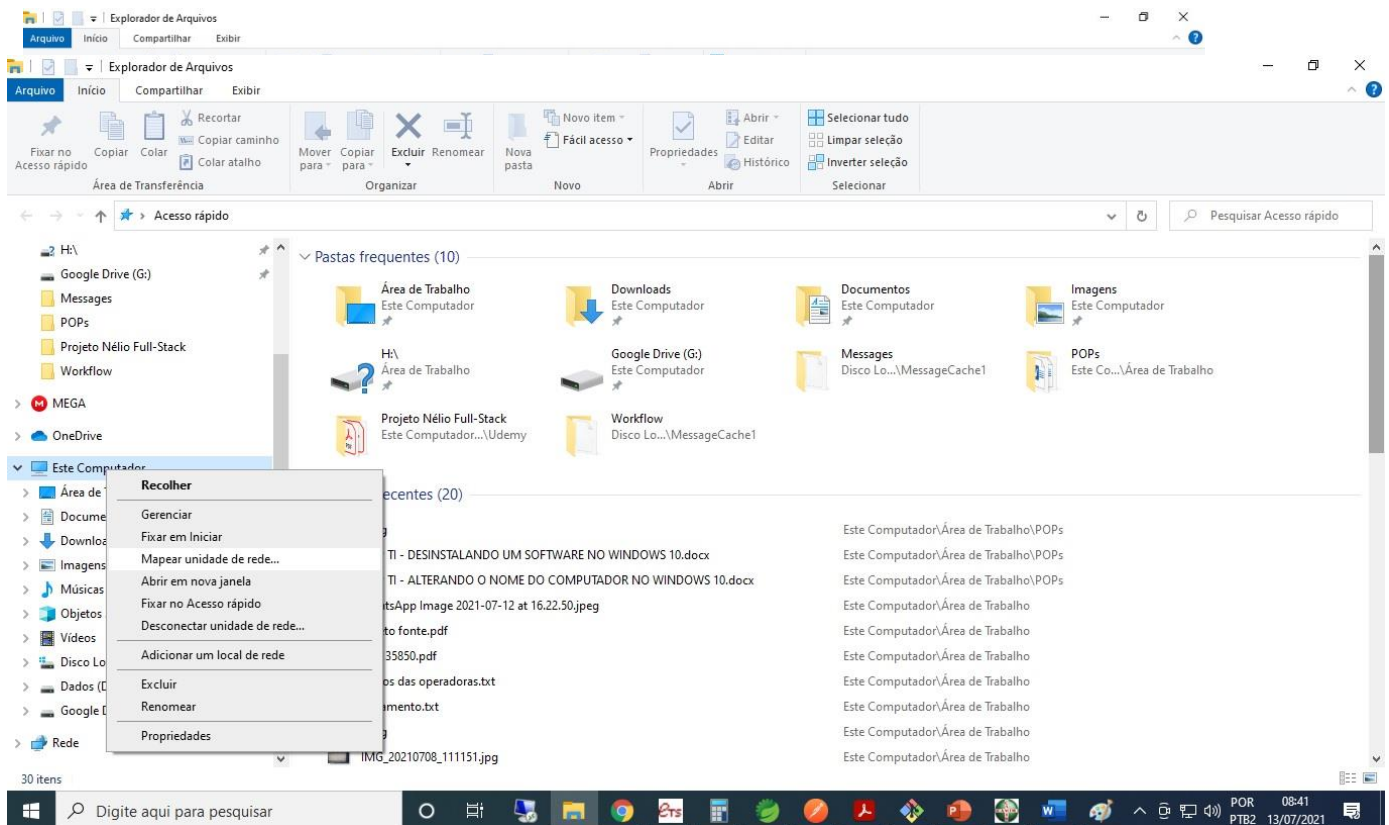 Explorador de Arquivos
Arquivo Início Compartilhar Exibir
Explorador de Arquivos
Arquivo Início Compartilhar Exibir
Fixar no Acesso rápido
Copiar
Colar
Recortar
Copiar caminho
Colar atalho
Mover para
Copiar para
Excluir
Renomear
Nova pasta
Novo item
Fácil acesso
Propriedades
Abrir
Editar
Histórico
Selecionar tudo
Limpar seleção
Inverter seleção
Área de Transferência Organizar Novo Abrir Selecionar
Acesso rápido
Pesquisar Acesso rápido
H:\
Google Drive (G:)
Messages
POPs
Projeto Nélio Full-Stack
Workflow
MEGA
OneDrive
Este Computador
Área de
Docume
Downloa
Imagens
Músicas
Objetos
Vídeos
Disco Lo
Dados (D
Google D
Rede
Recolher
Gerenciar
Fixar em Iniciar
Mapear unidade de rede...
Abrir em nova janela
Fixar no Acesso rápido
Desconectar unidade de rede...
Adicionar um local de rede
Excluir
Renomear
Propriedades
Pastas frequentes (10)
Área de Trabalho
Este Computador
Downloads
Este Computador
Documentos
Este Computador
Imagens
Este Computador
H:\
Área de Trabalho
Google Drive (G:)
Este Computador
Messages
Disco Lo...\MessageCache1
POPs
Este Co...\Área de Trabalho
Projeto Nélio Full-Stack
Este Computador...\Udemy
Workflow
Disco Lo...\MessageCache1
ecentes (20)
g Este Computador\Área de Trabalho\POPs
TI - DESINSTALANDO UM SOFTWARE NO WINDOWS 10.docx Este Computador\Área de Trabalho\POPs
TI - ALTERANDO O NOME DO COMPUTADOR NO WINDOWS 10.docx Este Computador\Área de Trabalho\POPs
tsApp Image 2021-07-12 at 16.22.50.jpeg Este Computador\Área de Trabalho
to fonte.pdf Este Computador\Área de Trabalho
35850.pdf Este Computador\Área de Trabalho
os das operadoras.txt Este Computador\Área de Trabalho
amento.txt Este Computador\Área de Trabalho
g Este Computador\Área de Trabalho
IMG_20210708_111151.jpg Este Computador\Área de Trabalho
30 itens
Digite aqui para pesquisar
POR
PTB2
08:41
13/07/2021